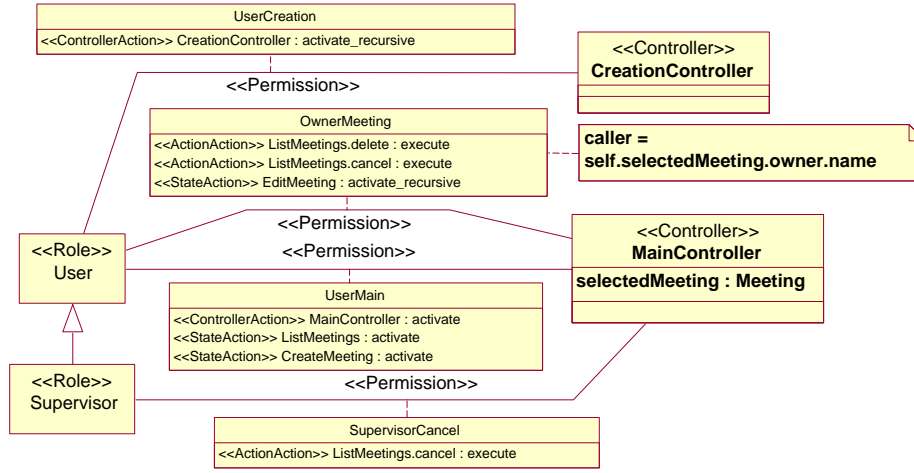 UserCreation
<<ControllerAction>> CreationController : activate_recursive
<<Controller>>
CreationController
<<Permission>>
OwnerMeeting
<<ActionAction>> ListMeetings.delete : execute
<<ActionAction>> ListMeetings.cancel : execute
<<StateAction>> EditMeeting : activate_recursive
caller =
self.selectedMeeting.owner.name
<<Permission>>
<<Controller>>
MainController
selectedMeeting : Meeting
<<Role>>
User
<<Permission>>
UserMain
<<ControllerAction>> MainController : activate
<<StateAction>> ListMeetings : activate
<<StateAction>> CreateMeeting : activate
<<Role>>
Supervisor
<<Permission>>
SupervisorCancel
<<ActionAction>> ListMeetings.cancel : execute